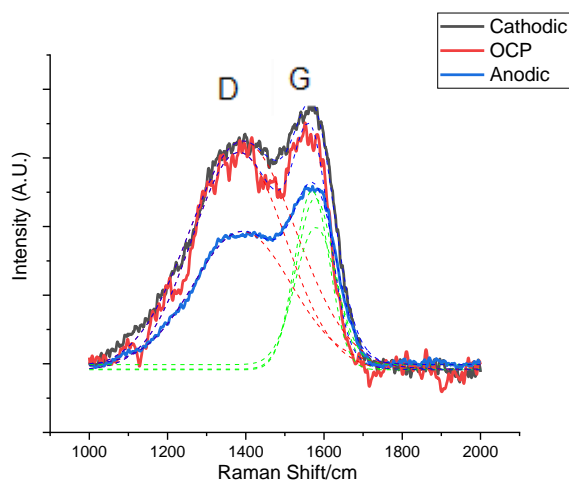 Cathodic
OCP
Anodic
D
G
Intensity (A.U.)
1000
1200
1400
1600
1800
2000
Raman Shift/cm